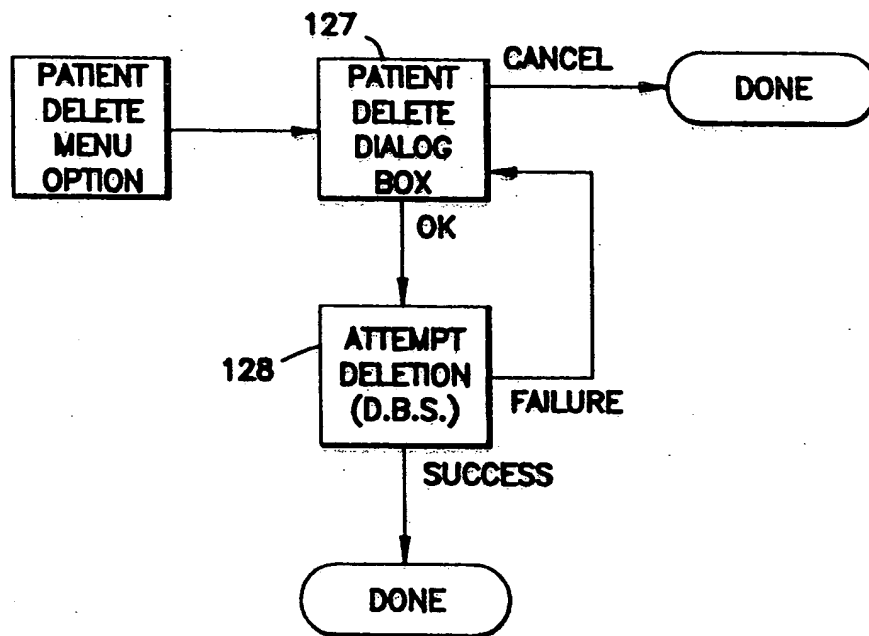 127
PATIENT
DELETE
MENU
OPTION
PATIENT
DELETE
DIALOG
BOX
CANCEL
DONE
OK
128
ATTEMPT
DELETION
(D.B.S.)
FAILURE
SUCCESS
DONE